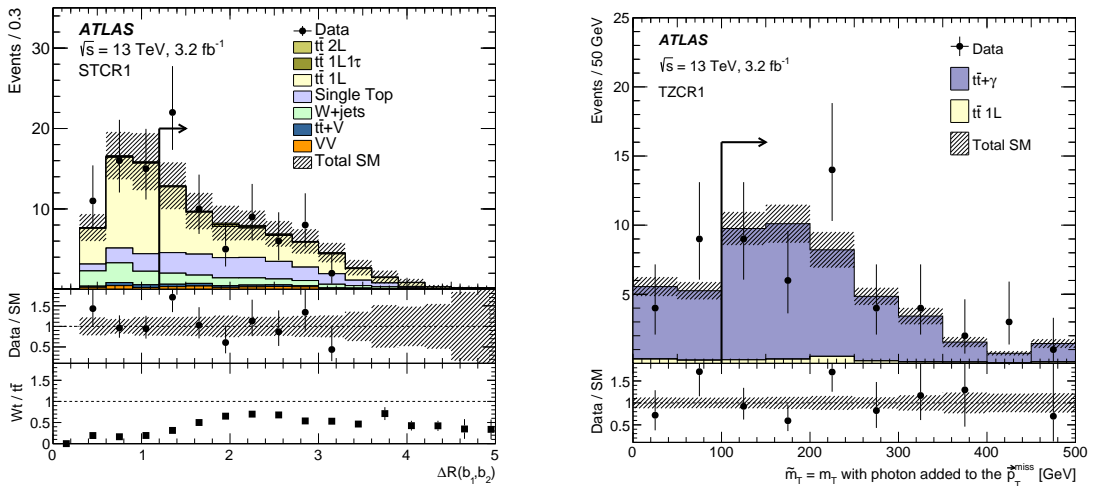 Events / 0.3
30
20
10
ATLAS
√s = 13 TeV, 3.2 fb⁻¹
STCR1
Data
tt̄ 2L
tt̄ 1L1τ
tt̄ 1L
Single Top
W+jets
tt̄+V
VV
Total SM
Data / SM
1.5
1
0.5
Wt / tt̄
1.5
1
0.5
0
0 1 2 3 4 5
ΔR(b₁,b₂)
Events / 50 GeV
25
20
15
10
5
ATLAS
√s = 13 TeV, 3.2 fb⁻¹
TZCR1
Data
tt̄+γ
tt̄ 1L
Total SM
Data / SM
1.5
1
0.5
0 100 200 300 400 500
m̃_T = m_T with photon added to the p⃗_T^miss [GeV]